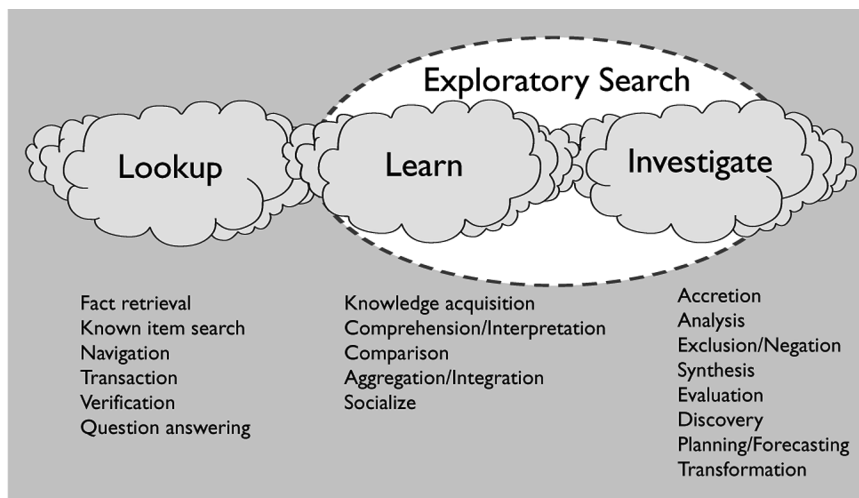 Exploratory Search
Lookup
Learn
Investigate
Fact retrieval
Known item search
Navigation
Transaction
Verification
Question answering
Knowledge acquisition
Comprehension/Interpretation
Comparison
Aggregation/Integration
Socialize
Accretion
Analysis
Exclusion/Negation
Synthesis
Evaluation
Discovery
Planning/Forecasting
Transformation